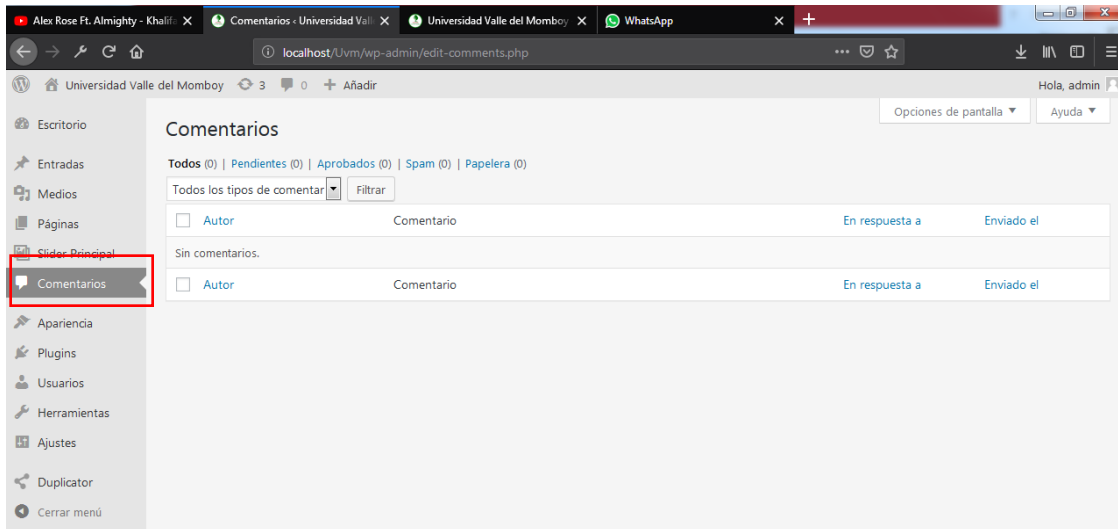 Alex Rose Ft. Almighty - Khalifa
Comentarios ‹ Universidad Vall
Universidad Valle del Momboy
WhatsApp
localhost/Uvm/wp-admin/edit-comments.php
Universidad Valle del Momboy 3 0 + Añadir
Hola, admin
Opciones de pantalla ▼
Ayuda ▼
Escritorio
Entradas
Medios
Páginas
Slider Principal
Comentarios
Apariencia
Plugins
Usuarios
Herramientas
Ajustes
Duplicator
Cerrar menú
Comentarios
Todos (0) | Pendientes (0) | Aprobados (0) | Spam (0) | Papelera (0)
Todos los tipos de comentar
Filtrar
Autor Comentario En respuesta a Enviado el
Sin comentarios.
Autor Comentario En respuesta a Enviado el